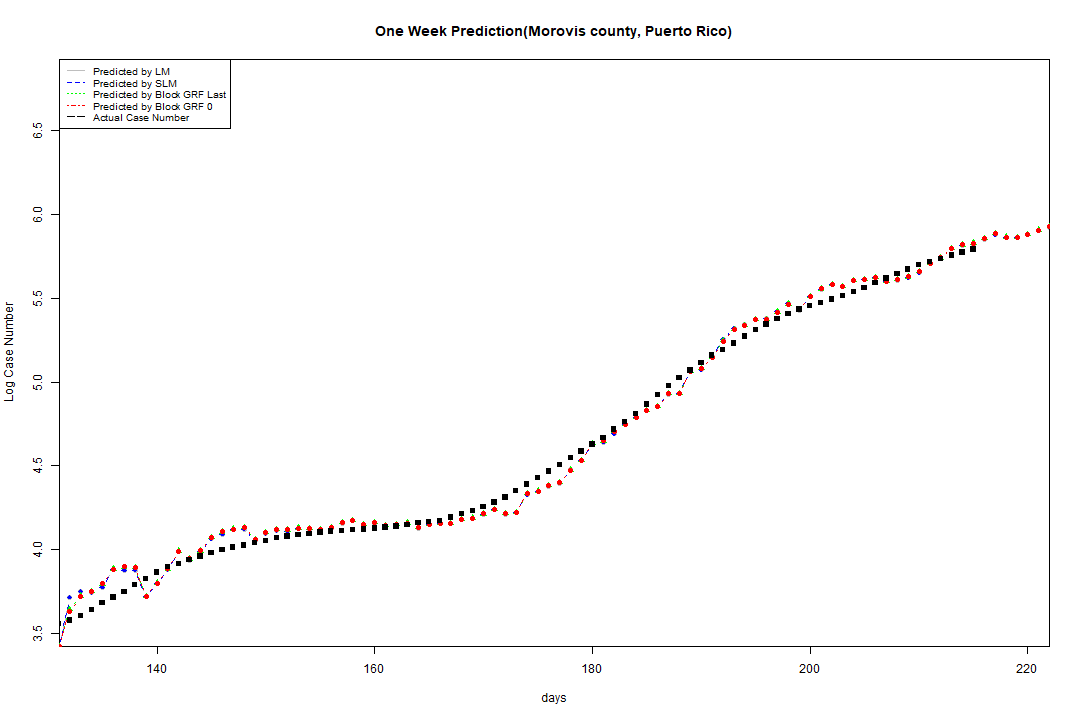 One Week Prediction(Morovis county, Puerto Rico)
Predicted by LM
Predicted by SLM
Predicted by Block GRF Last
Predicted by Block GRF 0
Actual Case Number
6.5
6.0
5.5
5.0
4.5
4.0
3.5
Log Case Number
140 160 180 200 220
days